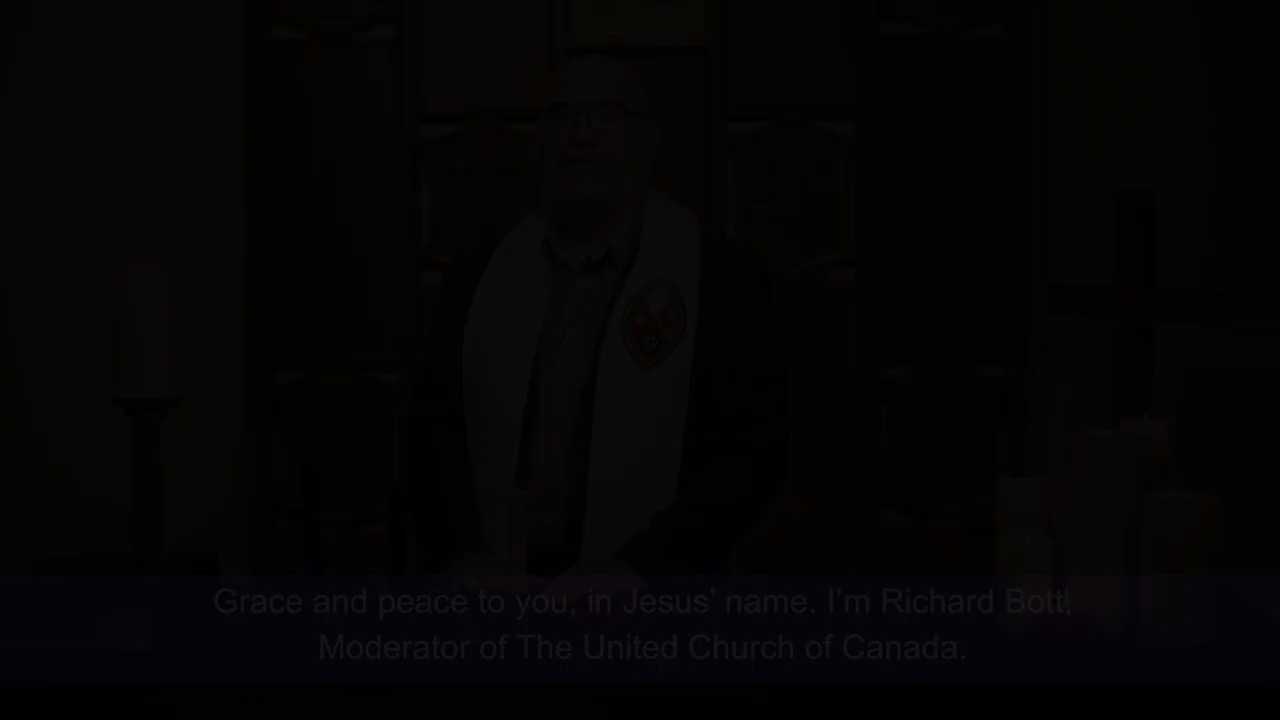 Grace and peace to you, in Jesus' name. I'm Richard Bott,
Moderator of The United Church of Canada.